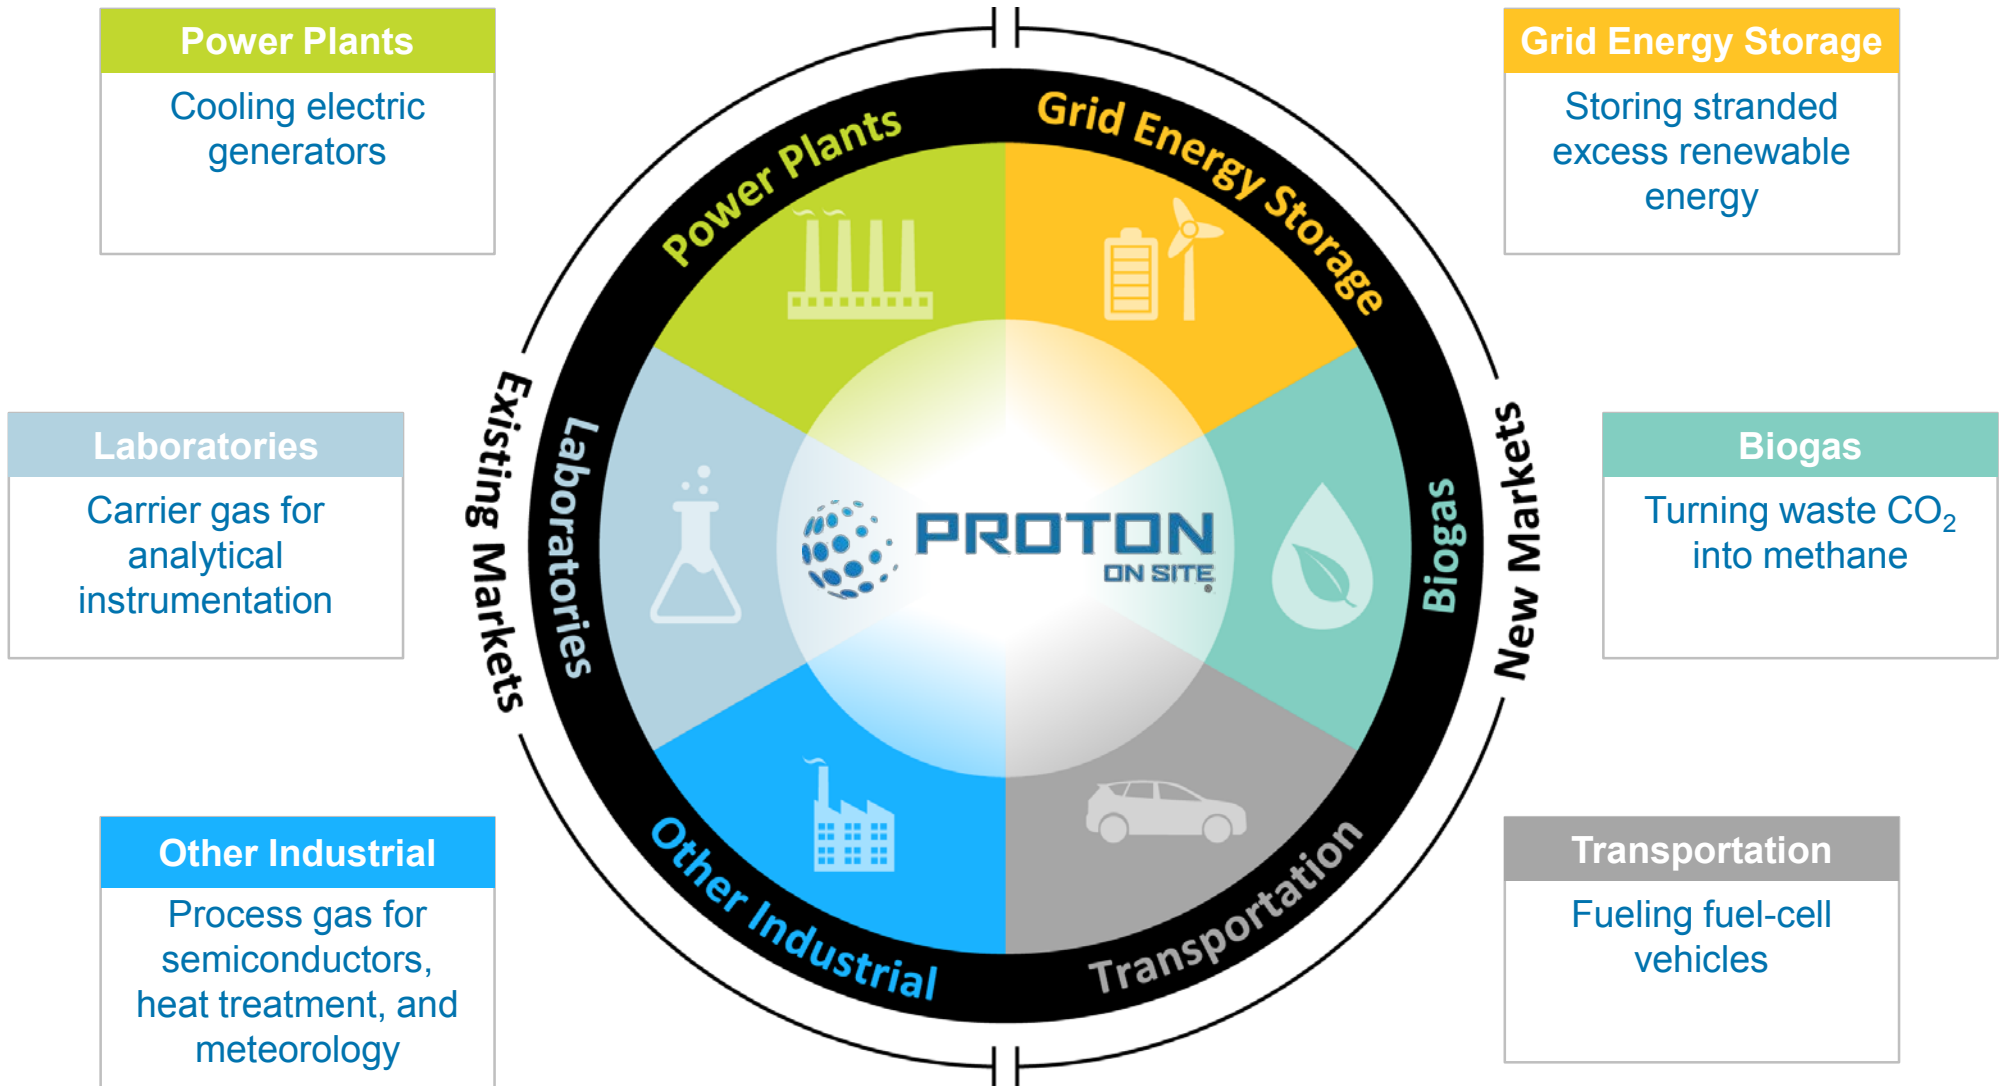 Power Plants
Cooling electric
generators
Grid Energy Storage
Storing stranded
excess renewable
energy
Laboratories
Carrier gas for
analytical
instrumentation
Biogas
Turning waste CO₂
into methane
Other Industrial
Process gas for
semiconductors,
heat treatment, and
meteorology
Transportation
Fueling fuel-cell
vehicles
Existing Markets
New Markets
Power Plants
Grid Energy Storage
Laboratories
Biogas
Other Industrial
Transportation
PROTON
ON SITE